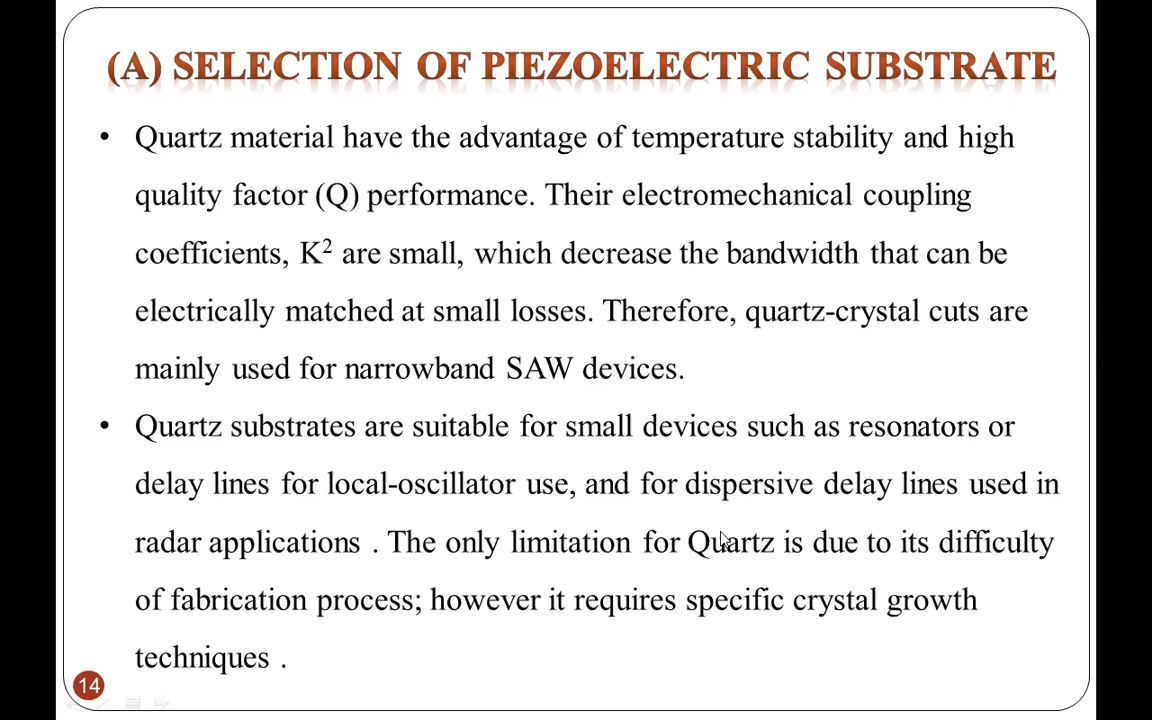 (A) SELECTION OF PIEZOELECTRIC SUBSTRATE
• Quartz material have the advantage of temperature stability and high
quality factor (Q) performance. Their electromechanical coupling
coefficients, K² are small, which decrease the bandwidth that can be
electrically matched at small losses. Therefore, quartz-crystal cuts are
mainly used for narrowband SAW devices.
• Quartz substrates are suitable for small devices such as resonators or
delay lines for local-oscillator use, and for dispersive delay lines used in
radar applications . The only limitation for Quartz is due to its difficulty
of fabrication process; however it requires specific crystal growth
techniques .
14